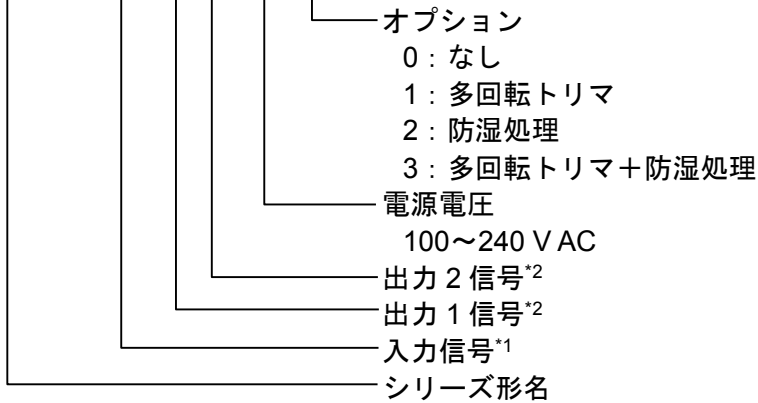 オプション
0：なし
1：多回転トリマ
2：防湿処理
3：多回転トリマ＋防湿処理
電源電圧
100～240 V AC
出力 2 信号*2
出力 1 信号*2
入力信号*1
シリーズ形名